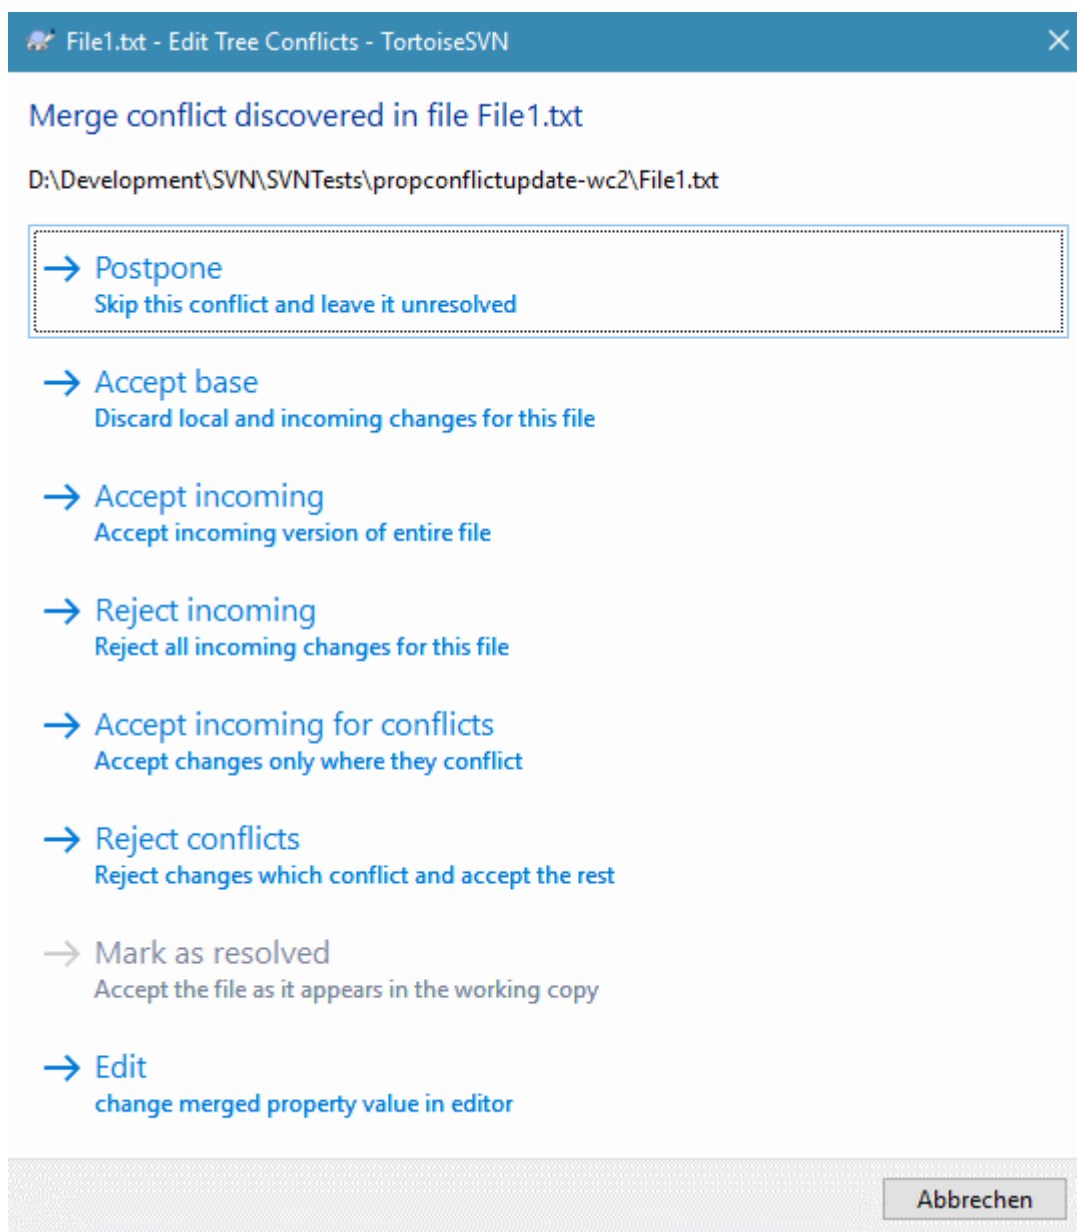 File1.txt - Edit Tree Conflicts - TortoiseSVN
Merge conflict discovered in file File1.txt
D:\Development\SVN\SVNTests\propconflictupdate-wc2\File1.txt
Postpone
Skip this conflict and leave it unresolved
Accept base
Discard local and incoming changes for this file
Accept incoming
Accept incoming version of entire file
Reject incoming
Reject all incoming changes for this file
Accept incoming for conflicts
Accept changes only where they conflict
Reject conflicts
Reject changes which conflict and accept the rest
Mark as resolved
Accept the file as it appears in the working copy
Edit
change merged property value in editor
Abbrechen